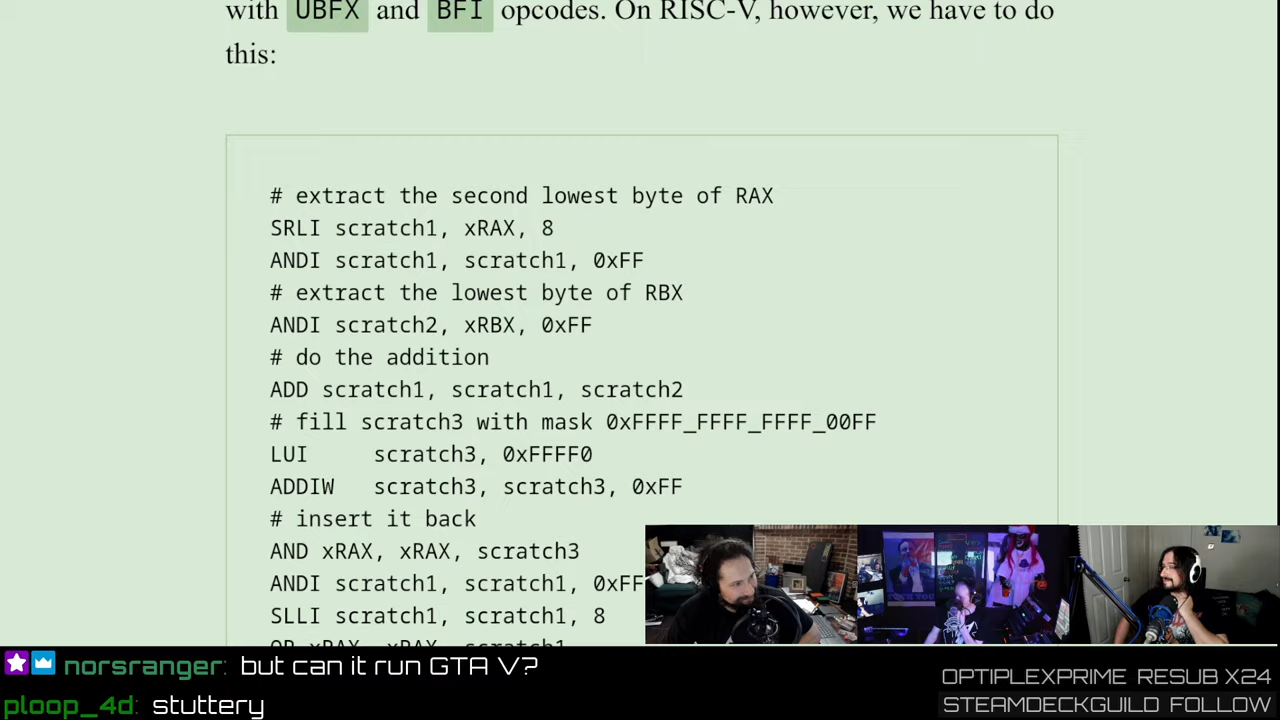 with UBFX and BFI opcodes. On RISC-V, however, we have to do
this:
# extract the second lowest byte of RAX
SRLI scratch1, xRAX, 8
ANDI scratch1, scratch1, 0xFF
# extract the lowest byte of RBX
ANDI scratch2, xRBX, 0xFF
# do the addition
ADD scratch1, scratch1, scratch2
# fill scratch3 with mask 0xFFFF_FFFF_FFFF_00FF
LUI scratch3, 0xFFFF0
ADDIW scratch3, scratch3, 0xFF
# insert it back
AND xRAX, xRAX, scratch3
ANDI scratch1, scratch1, 0xFF
SLLI scratch1, scratch1, 8
OR xRAX, xRAX, scratch1
norsranger: but can it run GTA V?
ploop_4d: stuttery
OPTIPLEXPRIME RESUB X24
STEAMDECKGUILD FOLLOW